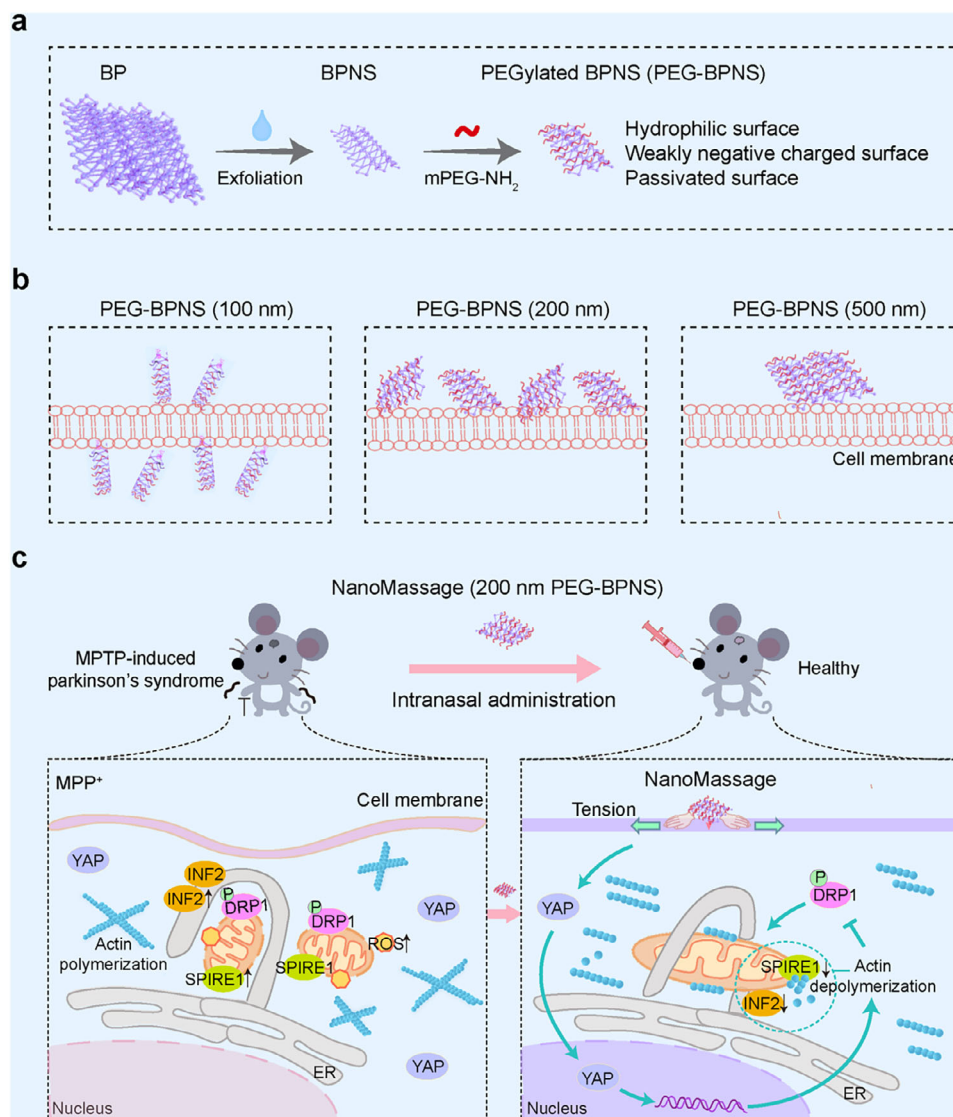 a
BP
BPNS
PEGylated BPNS (PEG-BPNS)
Exfoliation
mPEG-NH₂
Hydrophilic surface
Weakly negative charged surface
Passivated surface
b
PEG-BPNS (100 nm)
PEG-BPNS (200 nm)
PEG-BPNS (500 nm)
Cell membrane
c
NanoMassage (200 nm PEG-BPNS)
MPTP-induced
parkinson's syndrome
Intranasal administration
Healthy
MPP⁺
Cell membrane
YAP
INF2
INF2↑
P
DRP1
P
DRP1
YAP
ROS↑
Actin
polymerization
SPIRE1↑
SPIRE1
YAP
ER
Nucleus
NanoMassage
Tension
YAP
P
DRP1
SPIRE1↓
Actin
depolymerization
INF2↓
YAP
ER
Nucleus